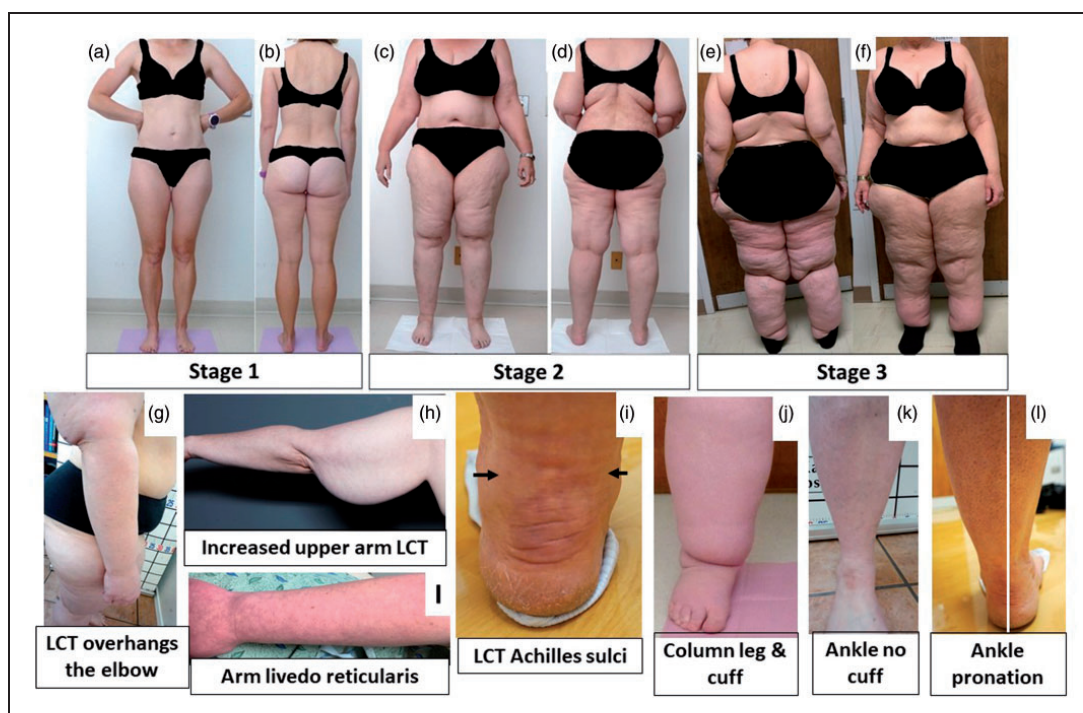 (a)
(b)
(c)
(d)
(e)
(f)
Stage 1
Stage 2
Stage 3
(g)
(h)
(i)
(j)
(k)
(l)
LCT overhangs
the elbow
Increased upper arm LCT
I
Arm livedo reticularis
LCT Achilles sulci
Column leg &
cuff
Ankle no
cuff
Ankle
pronation